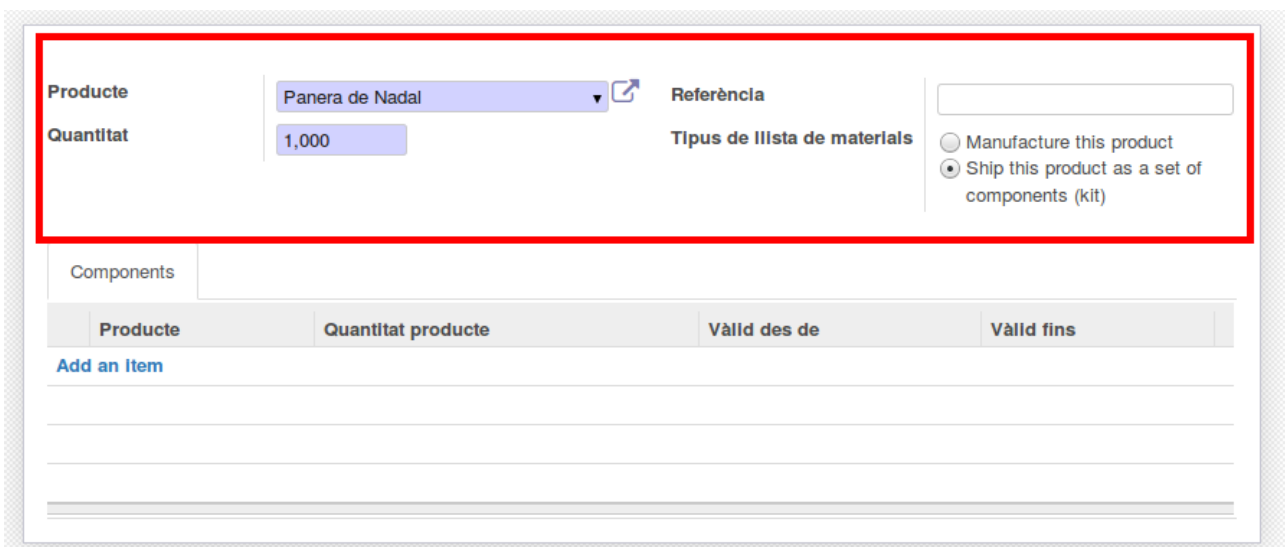 Producte
Panera de Nadal
Quantitat
1,000
Referència
Tipus de llista de materials
Manufacture this product
Ship this product as a set of
components (kit)
Components
Producte Quantitat producte Vàlid des de Vàlid fins
Add an item